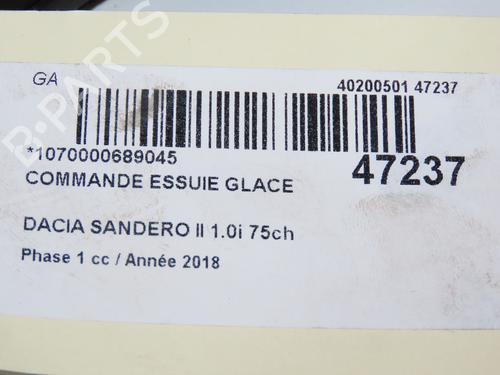 GA
40200501 47237
*1070000689045
47237
COMMANDE ESSUIE GLACE
DACIA SANDERO II 1.0i 75ch
Phase 1 cc / Année 2018
B-PARTS